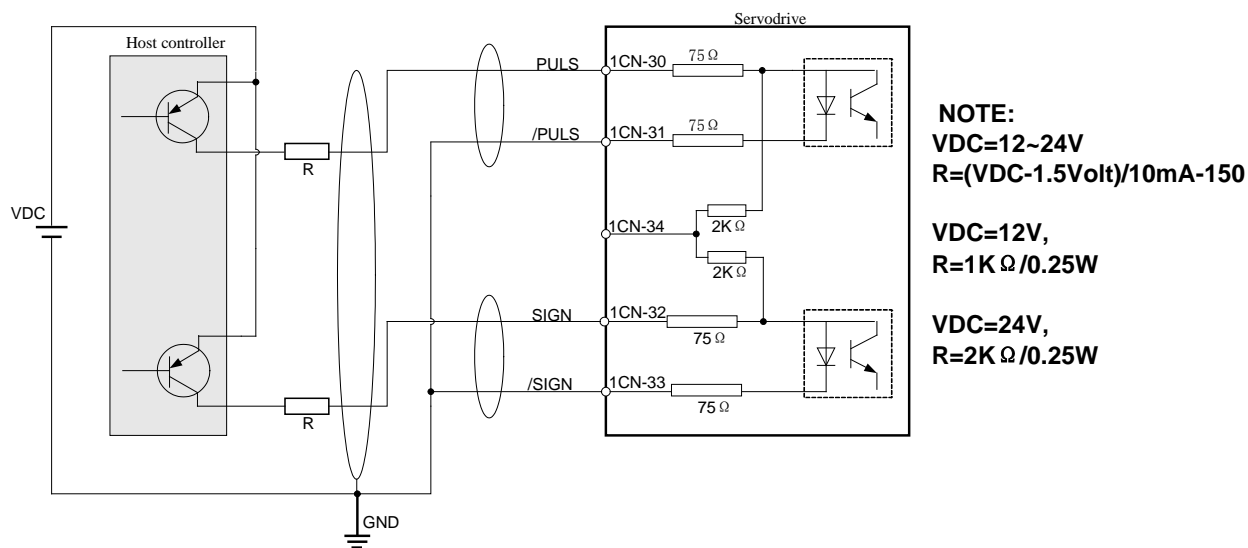 Servodrive
Host controller
PULS
1CN-30
75Ω
/PULS
1CN-31
75Ω
R
VDC
1CN-34
2KΩ
2KΩ
SIGN
1CN-32
75Ω
/SIGN
1CN-33
75Ω
R
GND
NOTE:
VDC=12~24V
R=(VDC-1.5Volt)/10mA-150
VDC=12V,
R=1KΩ/0.25W
VDC=24V,
R=2KΩ/0.25W